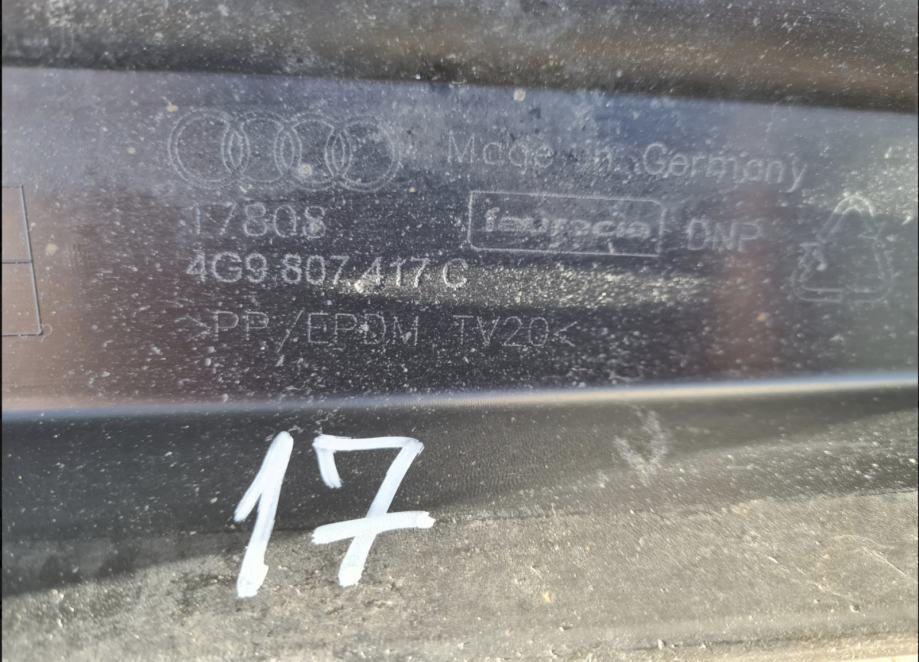 Made in Germany
17808 faurecia DNP
4G9 807 417 C
>PP/EPDM TV20<
17